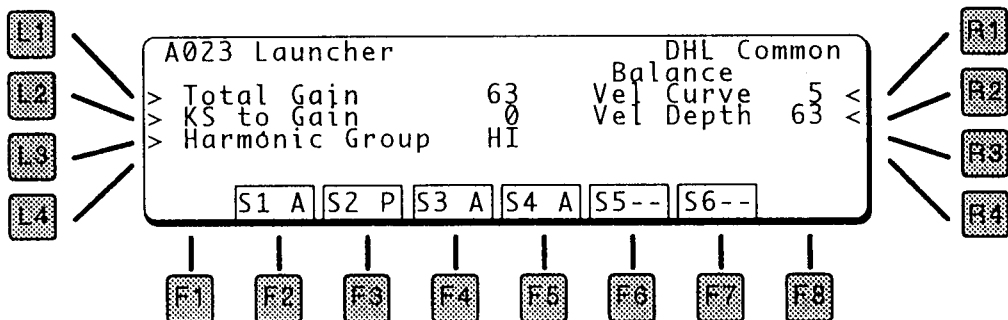 L1
L2
L3
L4
A023 Launcher DHL Common
Balance
> Total Gain 63 Vel Curve 5 <
> KS to Gain 0 Vel Depth 63 <
> Harmonic Group HI
S1 A S2 P S3 A S4 A S5-- S6--
R1
R2
R3
R4
F1 F2 F3 F4 F5 F6 F7 F8